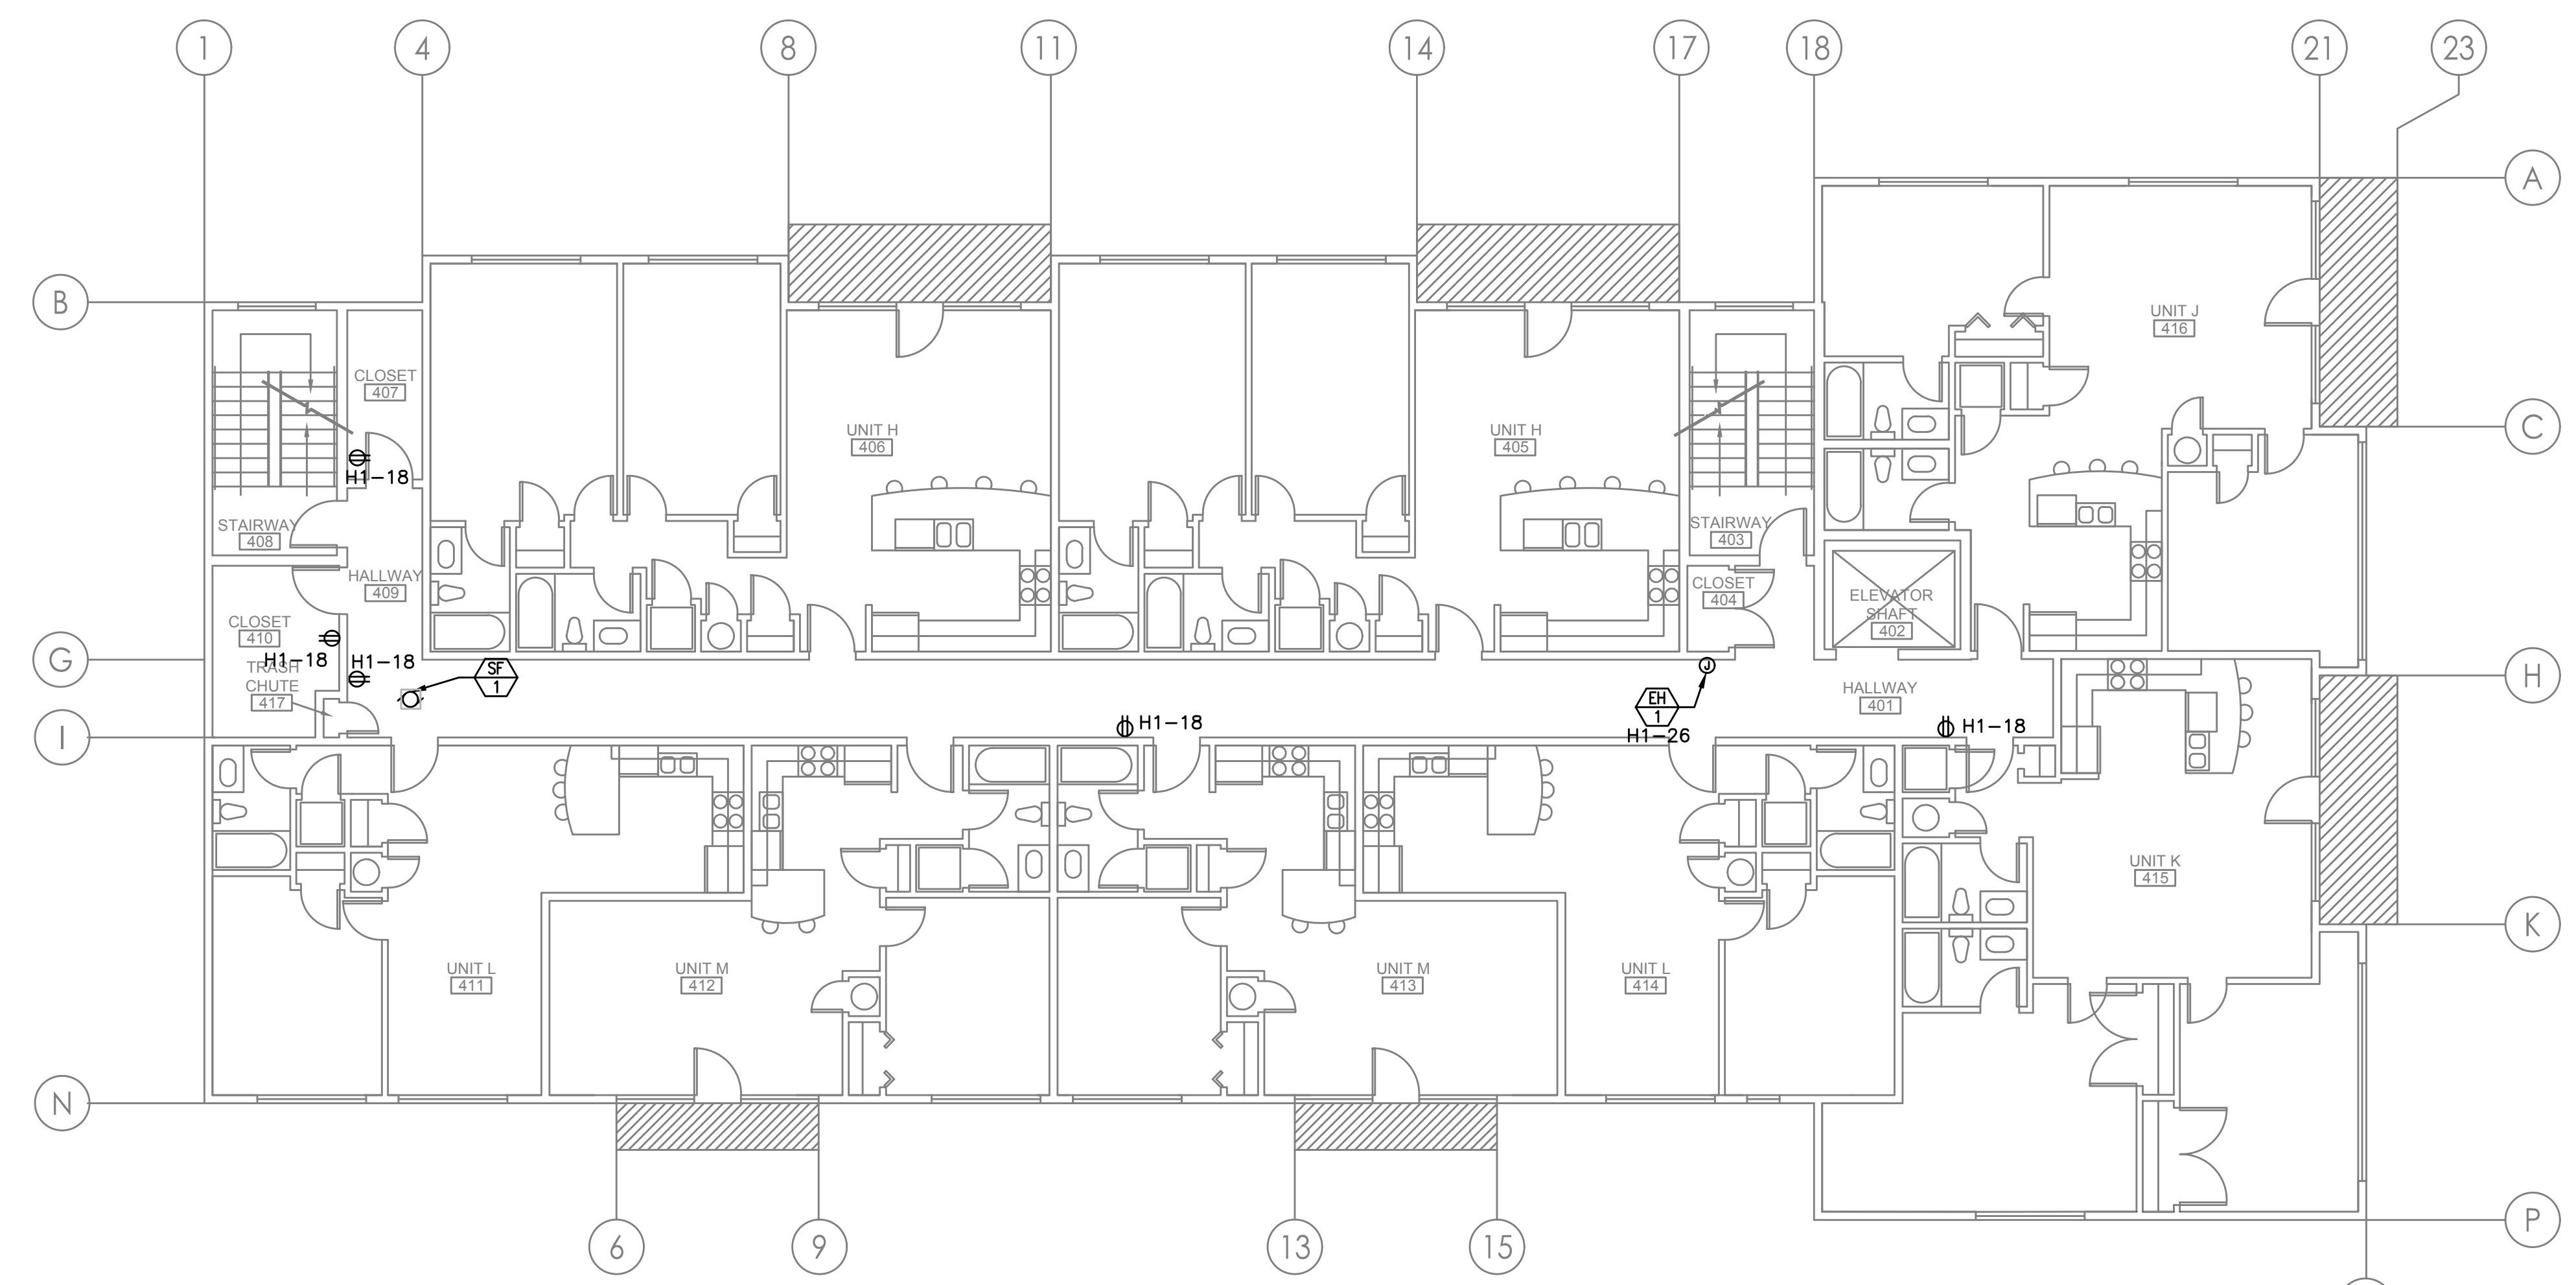 1
4
8
11
14
17
18
21
23
A
B
C
G
H
I
K
N
P
6
9
13
15
UNIT J
416
CLOSET
407
UNIT H
406
UNIT H
405
H1-18
STAIRWAY
408
STAIRWAY
403
HALLWAY
409
CLOSET
404
ELEVATOR
SHAFT
402
CLOSET
410
H1-18
TRASH
CHUTE
417
H1-18
SF
1
J
EH
1
H1-26
HALLWAY
401
H1-18
H1-18
UNIT K
415
UNIT L
411
UNIT M
412
UNIT M
413
UNIT L
414